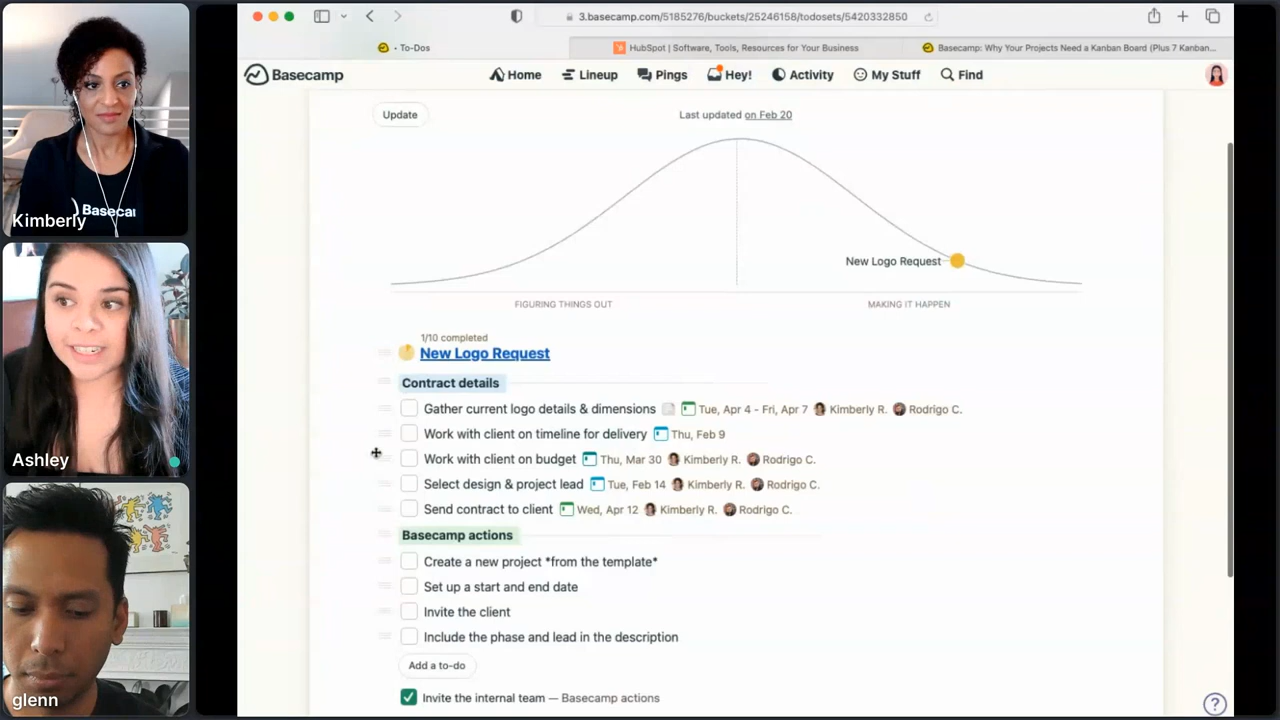 3.basecamp.com/5185276/buckets/25246158/todosets/5420332850
• To-Dos
HubSpot | Software, Tools, Resources for Your Business
Basecamp: Why Your Projects Need a Kanban Board (Plus 7 Kanban...
Basecamp
Home
Lineup
Pings
Hey!
Activity
My Stuff
Find
Update
Last updated on Feb 20
New Logo Request
FIGURING THINGS OUT
MAKING IT HAPPEN
1/10 completed
New Logo Request
Contract details
Gather current logo details & dimensions Tue, Apr 4 - Fri, Apr 7 Kimberly R. Rodrigo C.
Work with client on timeline for delivery Thu, Feb 9
Work with client on budget Thu, Mar 30 Kimberly R. Rodrigo C.
Select design & project lead Tue, Feb 14 Kimberly R. Rodrigo C.
Send contract to client Wed, Apr 12 Kimberly R. Rodrigo C.
Basecamp actions
Create a new project *from the template*
Set up a start and end date
Invite the client
Include the phase and lead in the description
Add a to-do
Invite the internal team — Basecamp actions
?
Basecam
Kimberly
Ashley
glenn